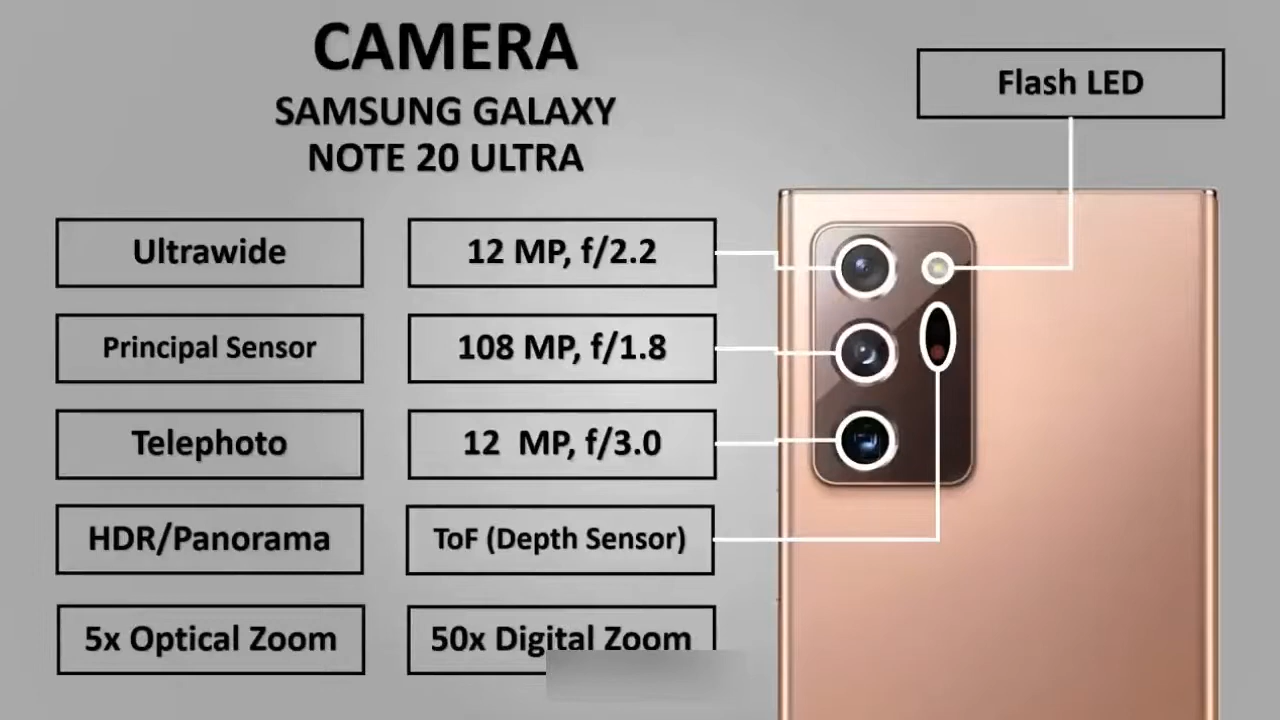 CAMERA
SAMSUNG GALAXY
NOTE 20 ULTRA
Flash LED
Ultrawide
12 MP, f/2.2
Principal Sensor
108 MP, f/1.8
Telephoto
12 MP, f/3.0
HDR/Panorama
ToF (Depth Sensor)
5x Optical Zoom
50x Digital Zoom